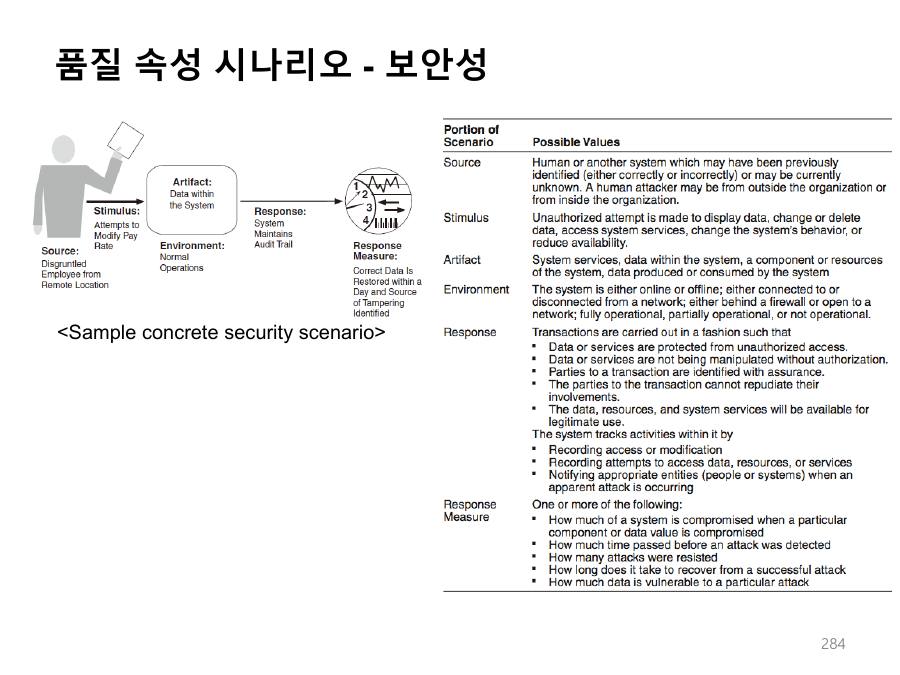 품질 속성 시나리오 - 보안성
Artifact:
Data within
the System
Stimulus:
Attempts to
Modify Pay
Rate
Source:
Disgruntled
Employee from
Remote Location
Environment:
Normal
Operations
Response:
System
Maintains
Audit Trail
1
2
3
4
Response
Measure:
Correct Data Is
Restored within a
Day and Source
of Tampering
Identified
<Sample concrete security scenario>
Portion of
Scenario Possible Values
Source Human or another system which may have been previously
identified (either correctly or incorrectly) or may be currently
unknown. A human attacker may be from outside the organization or
from inside the organization.
Stimulus Unauthorized attempt is made to display data, change or delete
data, access system services, change the system's behavior, or
reduce availability.
Artifact System services, data within the system, a component or resources
of the system, data produced or consumed by the system
Environment The system is either online or offline; either connected to or
disconnected from a network; either behind a firewall or open to a
network; fully operational, partially operational, or not operational.
Response Transactions are carried out in a fashion such that
▪ Data or services are protected from unauthorized access.
▪ Data or services are not being manipulated without authorization.
▪ Parties to a transaction are identified with assurance.
▪ The parties to the transaction cannot repudiate their
involvements.
▪ The data, resources, and system services will be available for
legitimate use.
The system tracks activities within it by
▪ Recording access or modification
▪ Recording attempts to access data, resources, or services
▪ Notifying appropriate entities (people or systems) when an
apparent attack is occurring
Response One or more of the following:
Measure ▪ How much of a system is compromised when a particular
component or data value is compromised
▪ How much time passed before an attack was detected
▪ How many attacks were resisted
▪ How long does it take to recover from a successful attack
▪ How much data is vulnerable to a particular attack
284